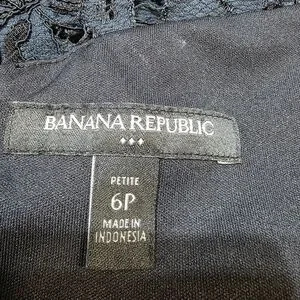 BANANA REPUBLIC
PETITE
6P
MADE IN
INDONESIA